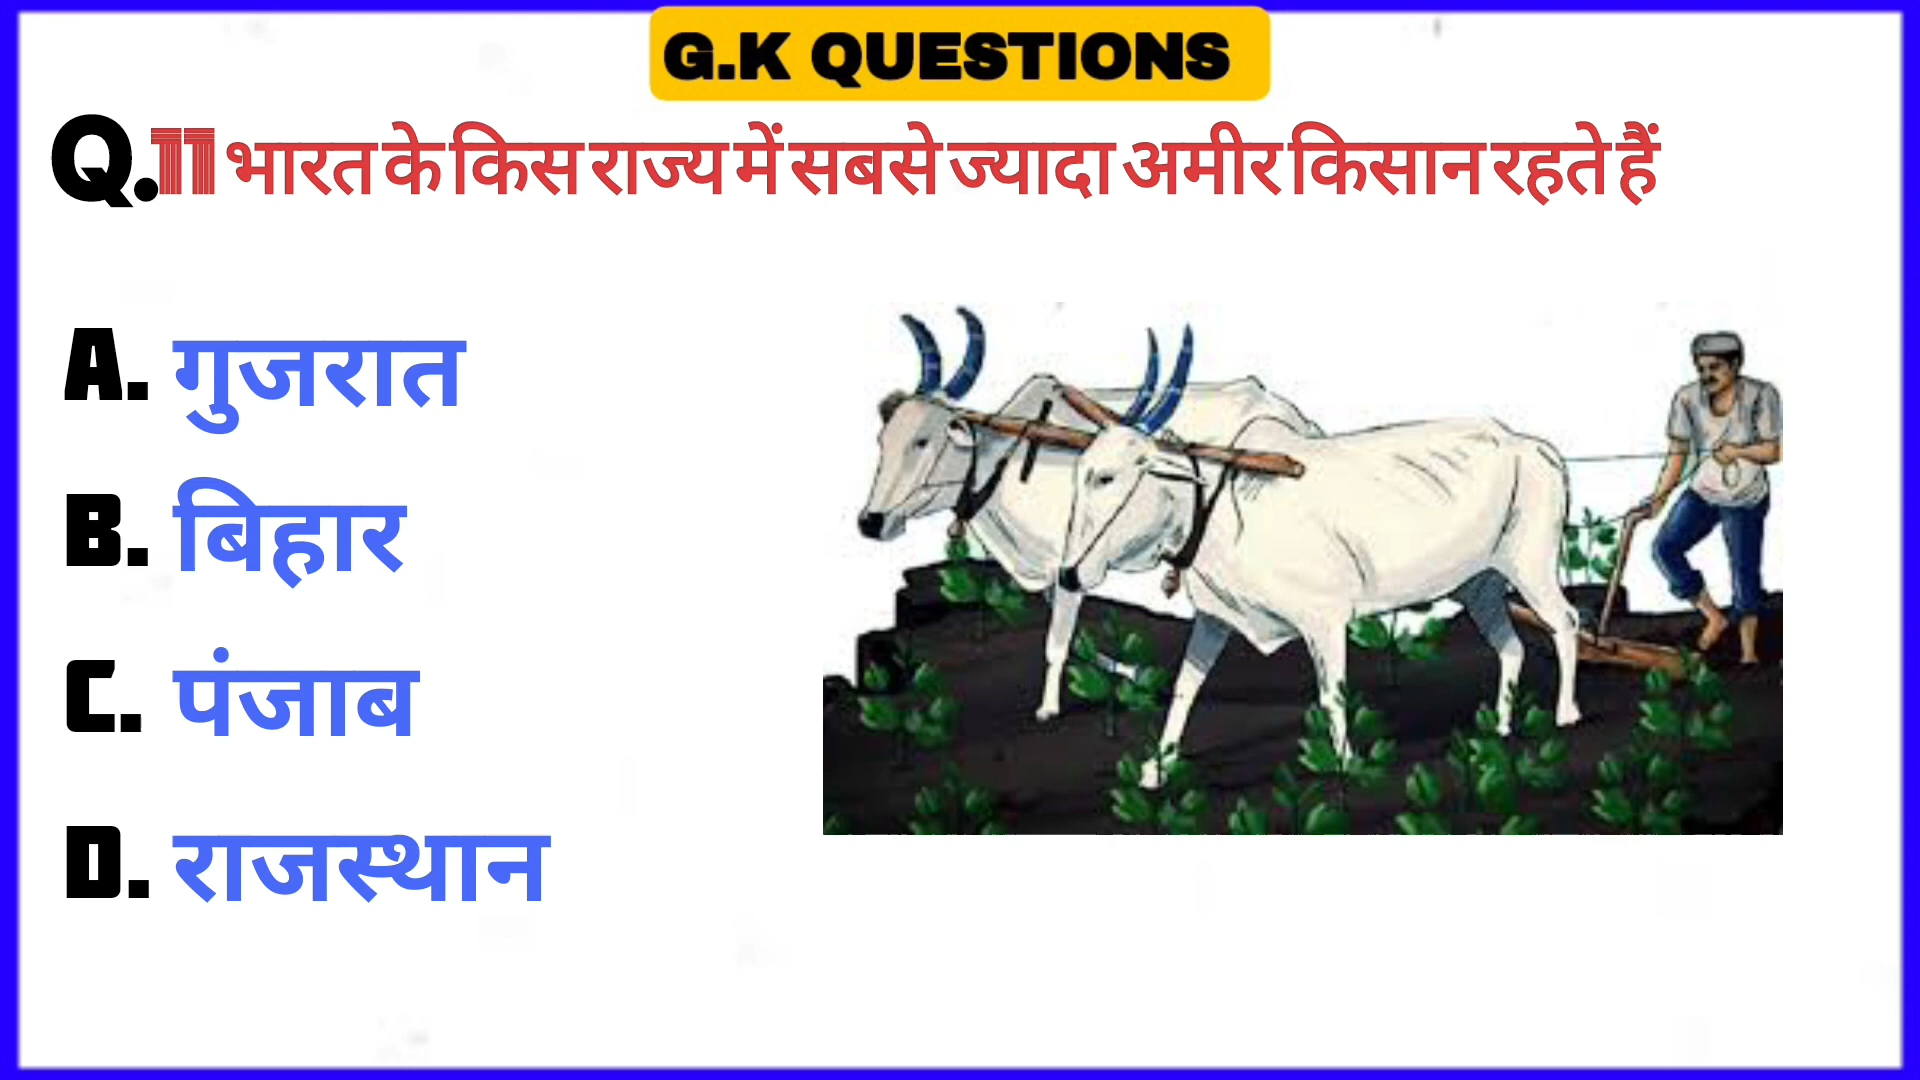 G.K QUESTIONS
Q.11 भारत के किस राज्य में सबसे ज्यादा अमीर किसान रहते हैं
A. गुजरात
B. बिहार
C. पंजाब
D. राजस्थान